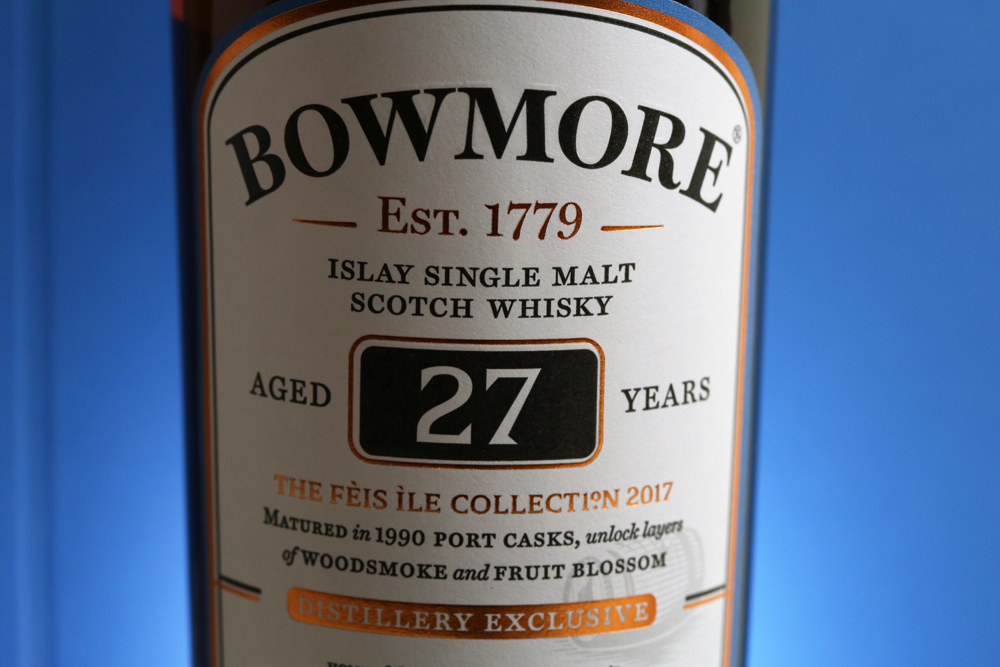 BOWMORE®
EST. 1779
ISLAY SINGLE MALT
SCOTCH WHISKY
AGED 27 YEARS
THE FÈIS ÌLE COLLECTION 2017
MATURED in 1990 PORT CASKS, unlock layers
of WOODSMOKE and FRUIT BLOSSOM
DISTILLERY EXCLUSIVE